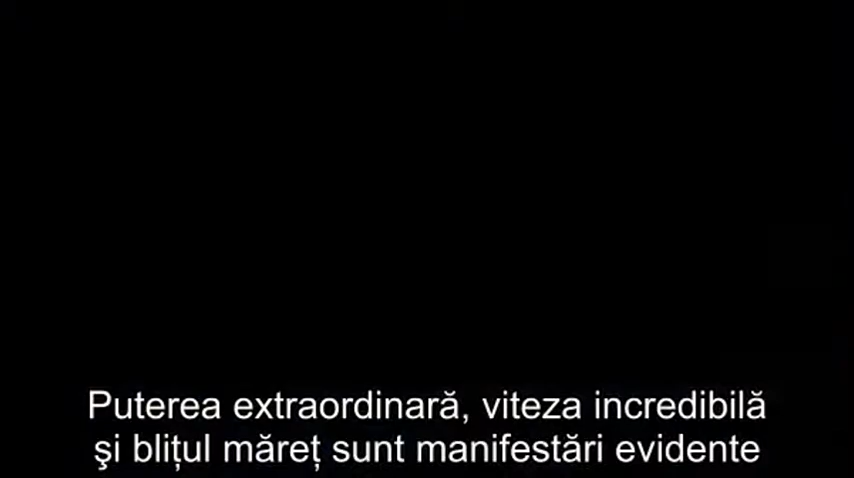 Puterea extraordinară, viteza incredibilă
şi bliţul măreţ sunt manifestări evidente